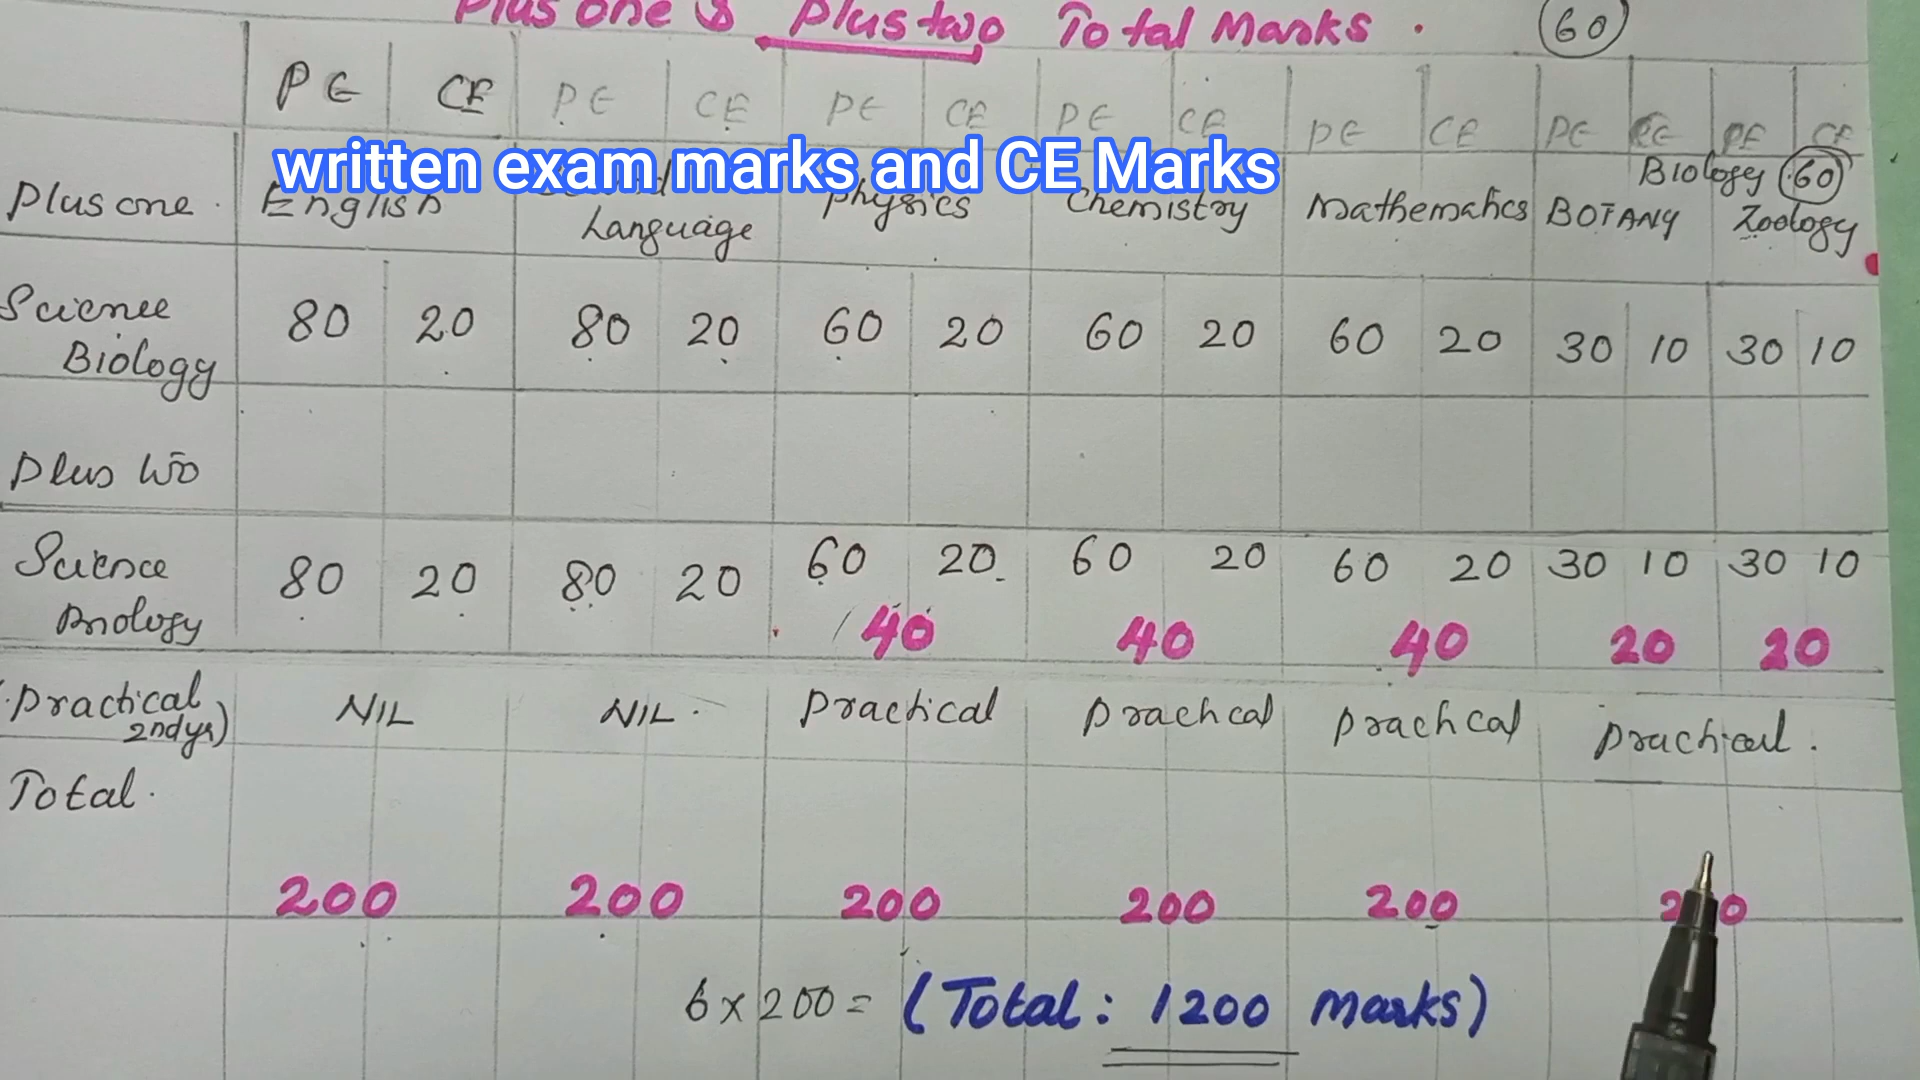 Plus one & Plus two Total Marks . 60
PE CE PE CE PE CE PE CE PE CE PE CE PE CE
written exam marks and CE Marks
Biology 60
Plus one . English Language Physics Chemistry Mathematics BOTANY Zoology
Science Biology 80 20 80 20 60 20 60 20 60 20 30 10 30 10
Plus two
Science Biology 80 20 80 20 60 20 60 20 60 20 30 10 30 10
40 40 40 20 20
(Practical 2ndyr) NIL NIL . Practical Practical Practical Practical .
Total .
200 200 200 200 200
6 x 200 = (Total : 1200 marks)